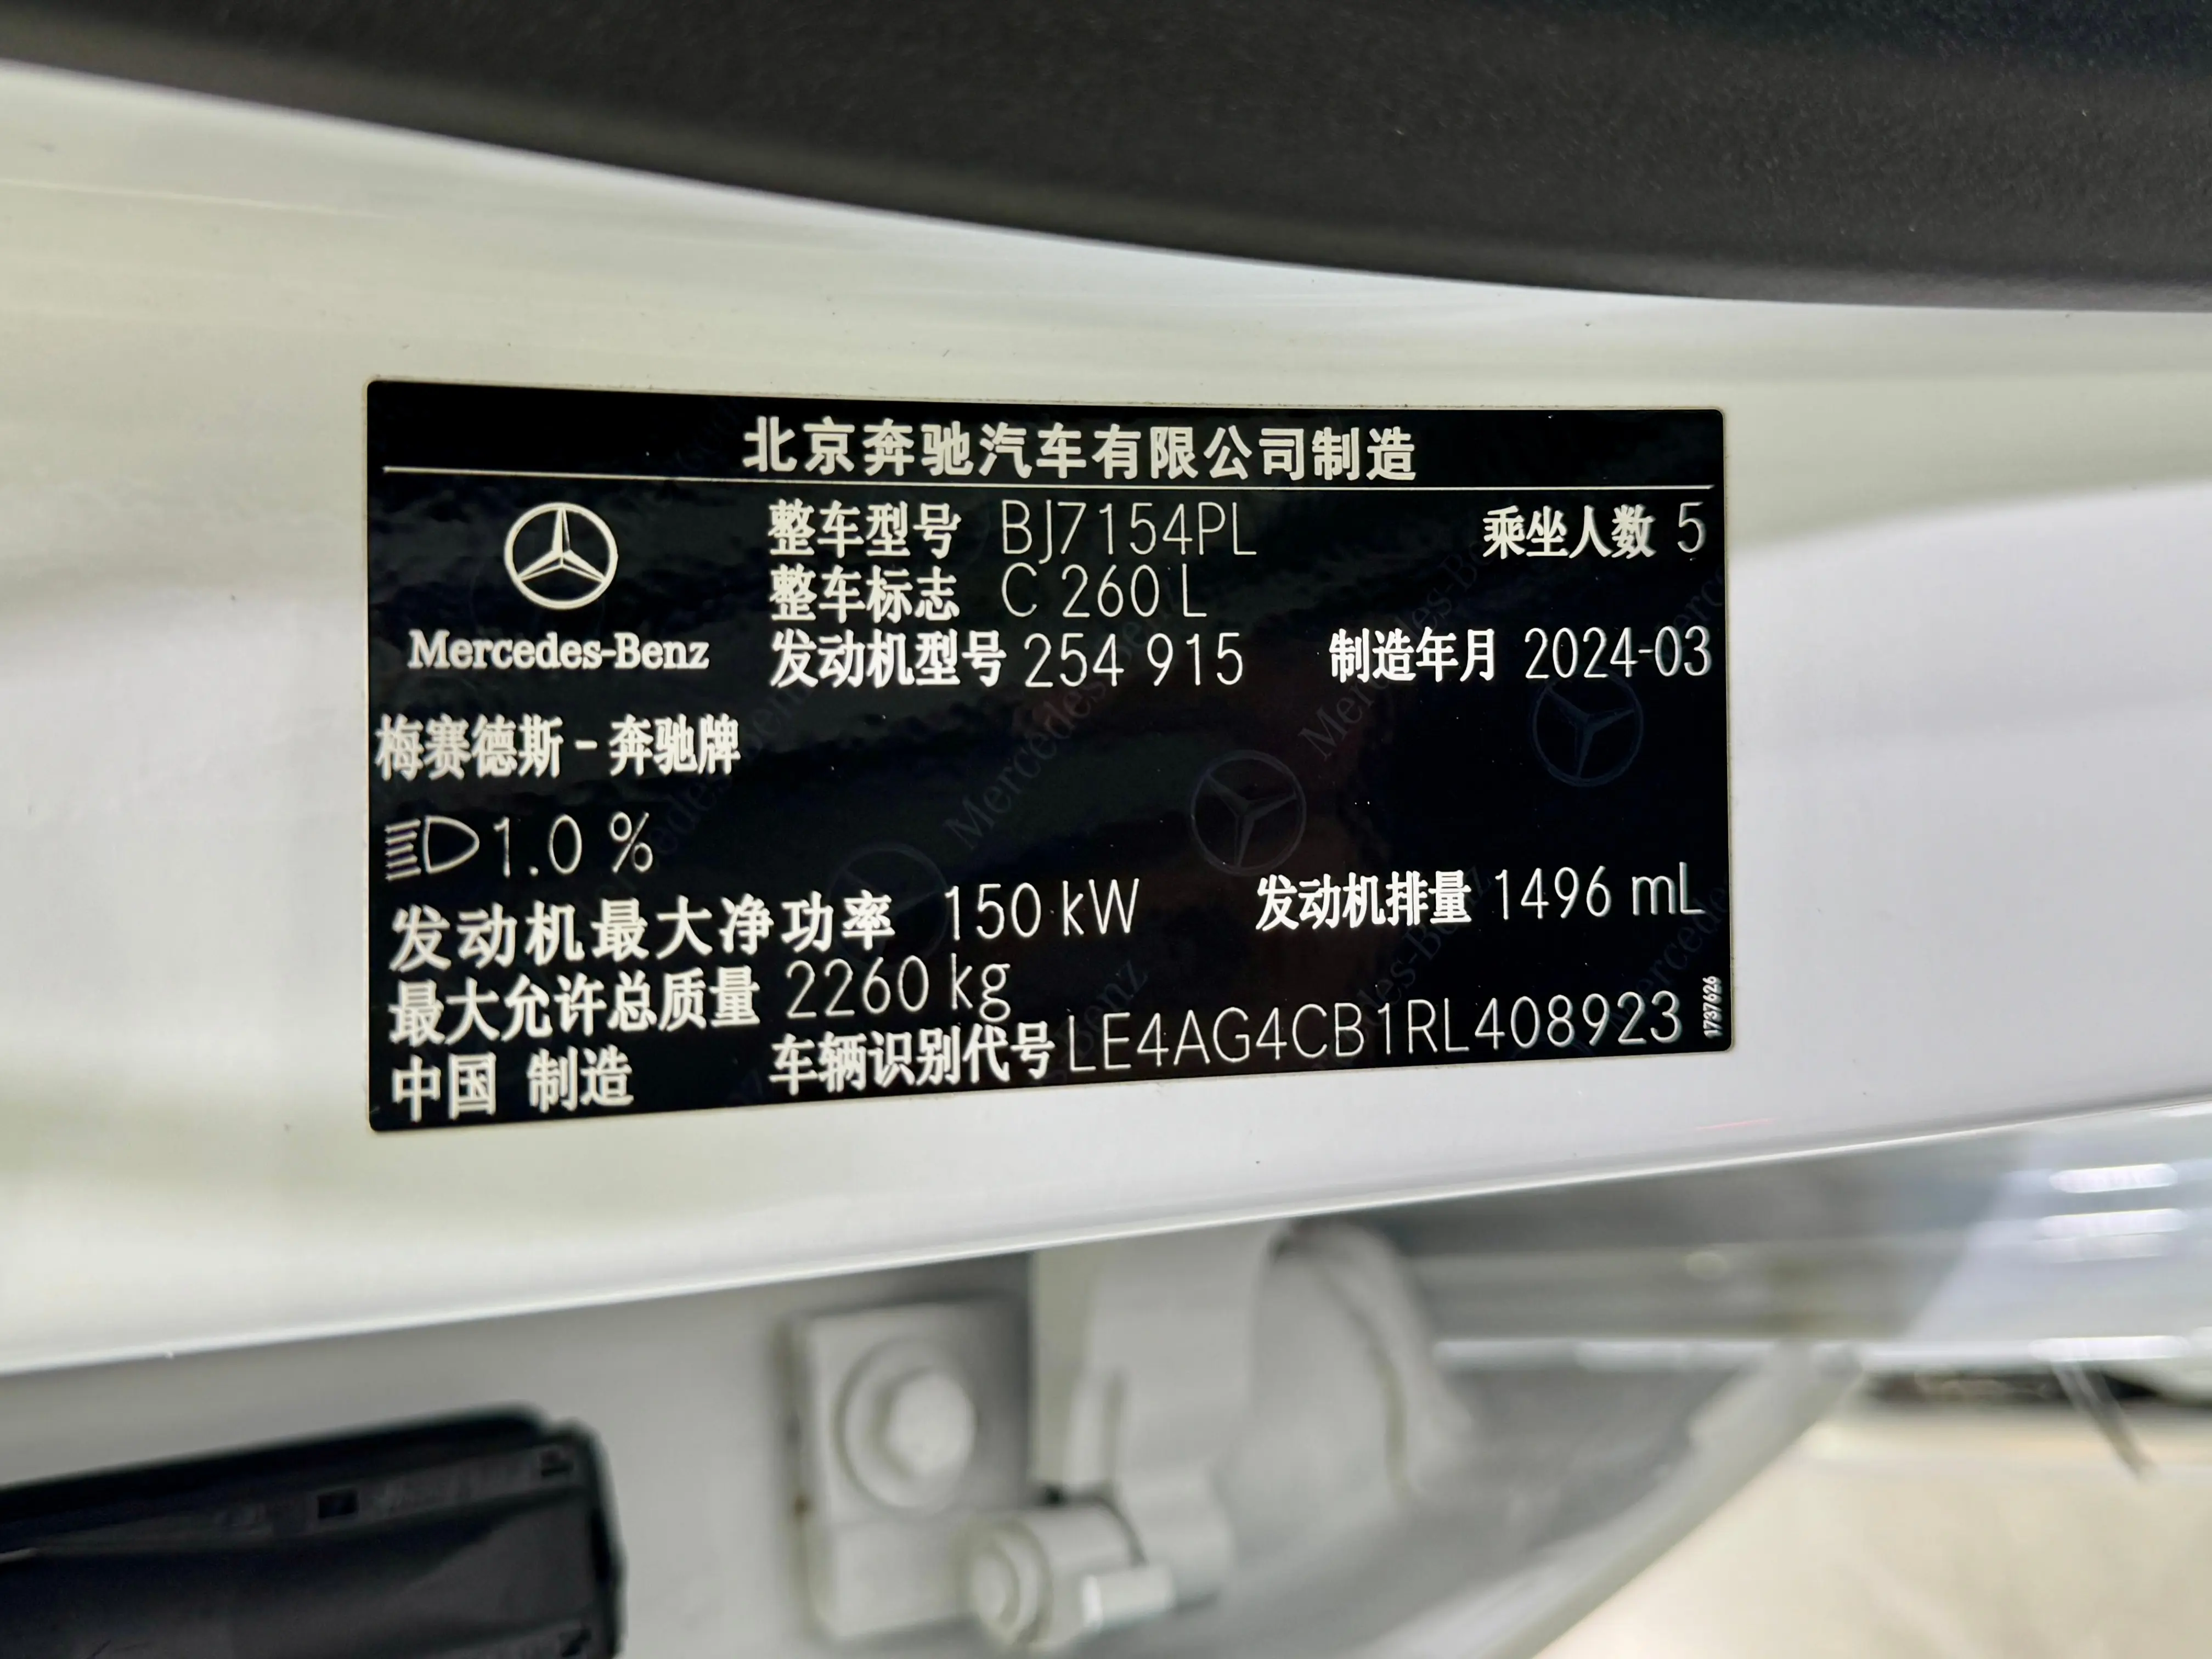 北京奔驰汽车有限公司制造
整车型号 BJ7154PL 乘坐人数 5
整车标志 C 260 L
Mercedes-Benz
发动机型号 254 915 制造年月 2024-03
梅赛德斯-奔驰牌
1.0 %
发动机最大净功率 150 kW 发动机排量 1496 mL
最大允许总质量 2260 kg
中国 制造 车辆识别代号 LE4AG4CB1RL408923
1737626